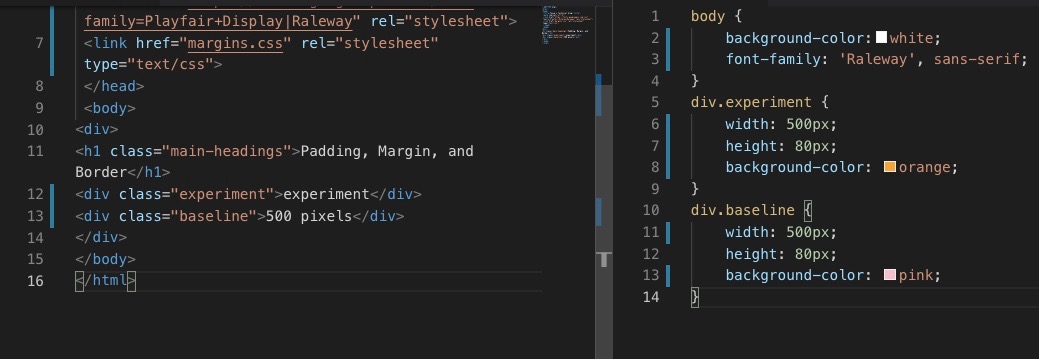 family=Playfair+Display|Raleway" rel="stylesheet">
7 <link href="margins.css" rel="stylesheet"
type="text/css">
8 </head>
9 <body>
10 <div>
11 <h1 class="main-headings">Padding, Margin, and
Border</h1>
12 <div class="experiment">experiment</div>
13 <div class="baseline">500 pixels</div>
14 </div>
15 </body>
16 </html>
1 body {
2 background-color: white;
3 font-family: 'Raleway', sans-serif;
4 }
5 div.experiment {
6 width: 500px;
7 height: 80px;
8 background-color: orange;
9 }
10 div.baseline {
11 width: 500px;
12 height: 80px;
13 background-color: pink;
14 }